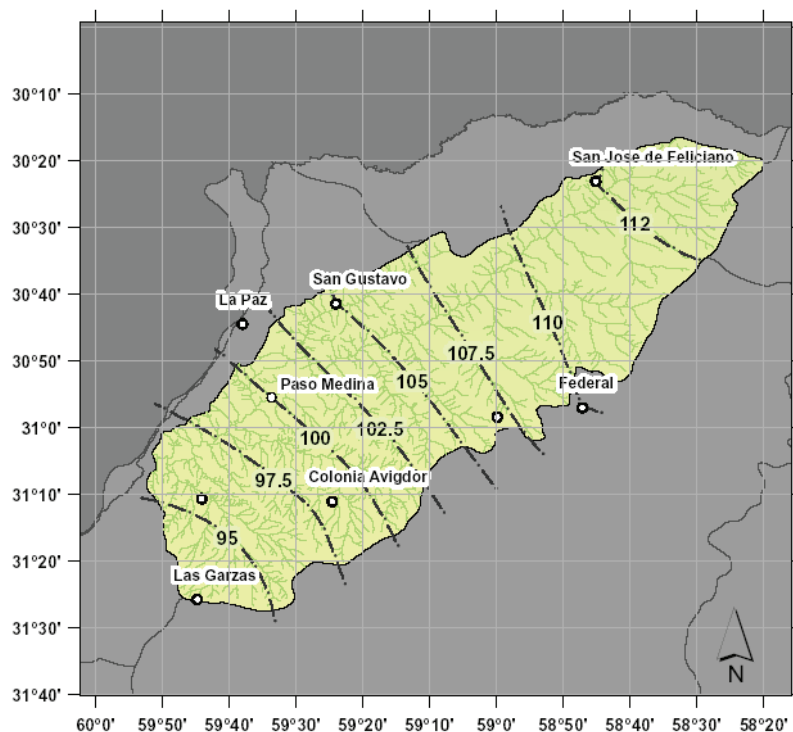 30°10'
30°20'
30°30'
30°40'
30°50'
31°0'
31°10'
31°20'
31°30'
31°40'
San Jose de Feliciano
112
San Gustavo
La Paz
110
107.5
Federal
Paso Medina
105
102.5
100
Colonia Avigdor
97.5
95
Las Garzas
N
60°0' 59°50' 59°40' 59°30' 59°20' 59°10' 59°0' 58°50' 58°40' 58°30' 58°20'